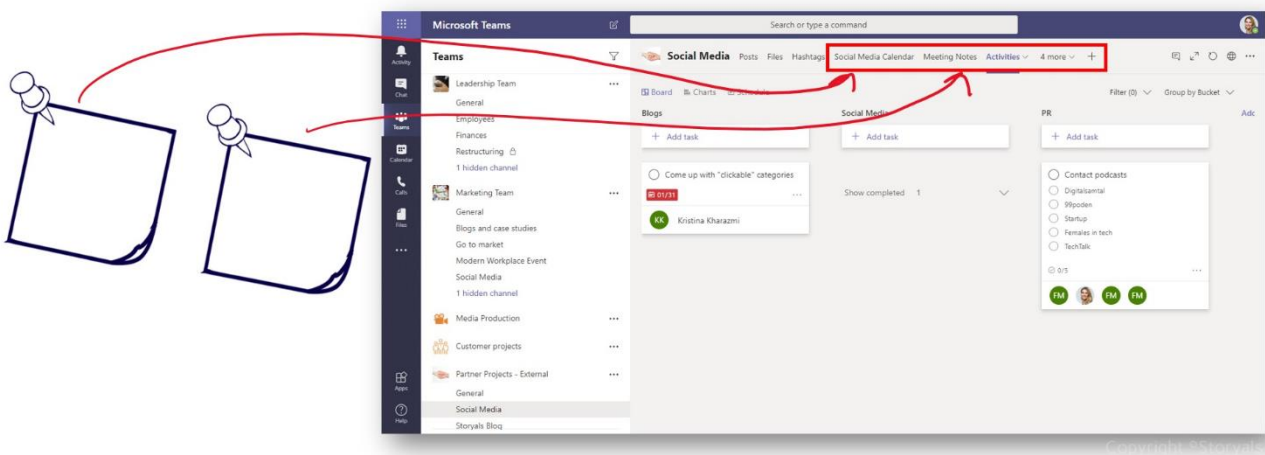 Microsoft Teams
Search or type a command
Activity
Chat
Teams
Calendar
Calls
Files
Apps
Help
Teams
Leadership Team
General
Employees
Finances
Restructuring
1 hidden channel
Marketing Team
General
Blogs and case studies
Go to market
Modern Workplace Event
Social Media
1 hidden channel
Media Production
Customer projects
Partner Projects - External
General
Social Media
Storyals Blog
Social Media Posts Files Hashtags Social Media Calendar Meeting Notes Activities 4 more
Board Charts Schedule Filter (0) Group by Bucket
Blogs
+ Add task
Come up with "clickable" categories
01/31
KK Kristina Kharazmi
Social Media
+ Add task
Show completed 1
PR
+ Add task
Contact podcasts
Digitalsamtal
99poden
Startup
Females in tech
TechTalk
0/5
FM FM FM
Adc
Copyright ©Storyals